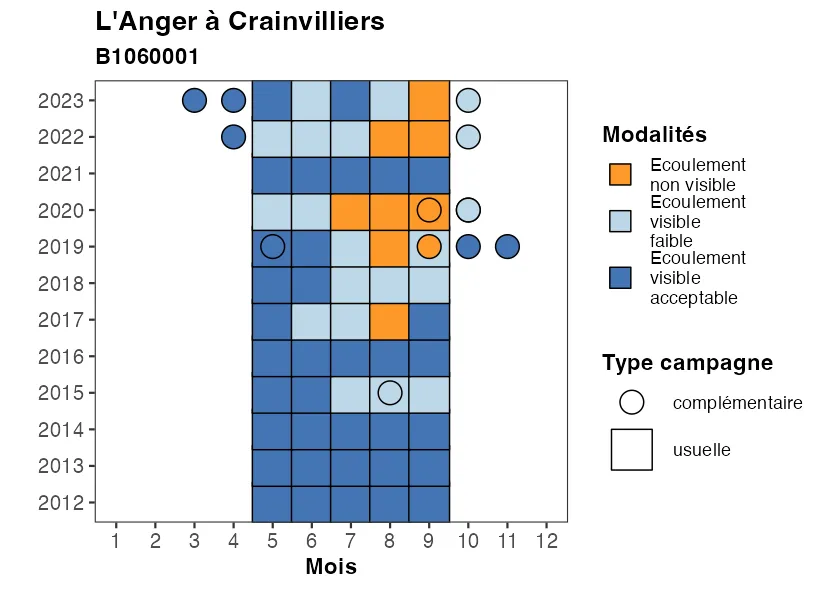 L'Anger à Crainvilliers
B1060001
2023
2022
2021
2020
2019
2018
2017
2016
2015
2014
2013
2012
1 2 3 4 5 6 7 8 9 10 11 12
Mois
Modalités
Ecoulement
non visible
Ecoulement
visible
faible
Ecoulement
visible
acceptable
Type campagne
complémentaire
usuelle